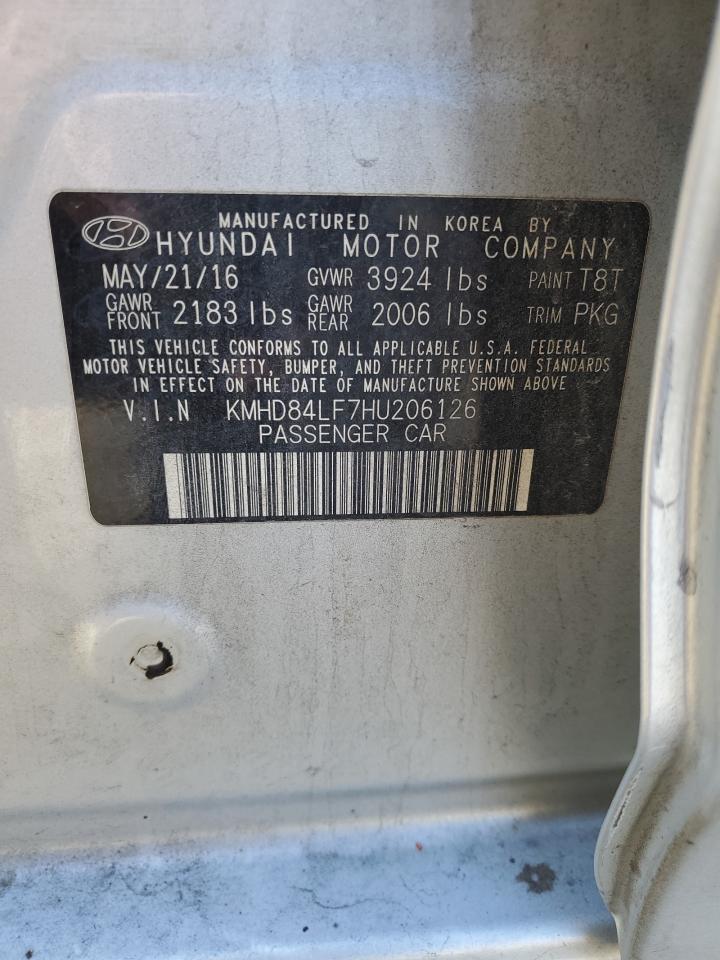 MANUFACTURED IN KOREA BY
HYUNDAI MOTOR COMPANY
MAY/21/16 GVWR 3924 lbs PAINT T8T
GAWR FRONT 2183 lbs GAWR REAR 2006 lbs TRIM PKG
THIS VEHICLE CONFORMS TO ALL APPLICABLE U.S.A. FEDERAL
MOTOR VEHICLE SAFETY, BUMPER, AND THEFT PREVENTION STANDARDS
IN EFFECT ON THE DATE OF MANUFACTURE SHOWN ABOVE
V.I.N KMHD84LF7HU206126
PASSENGER CAR